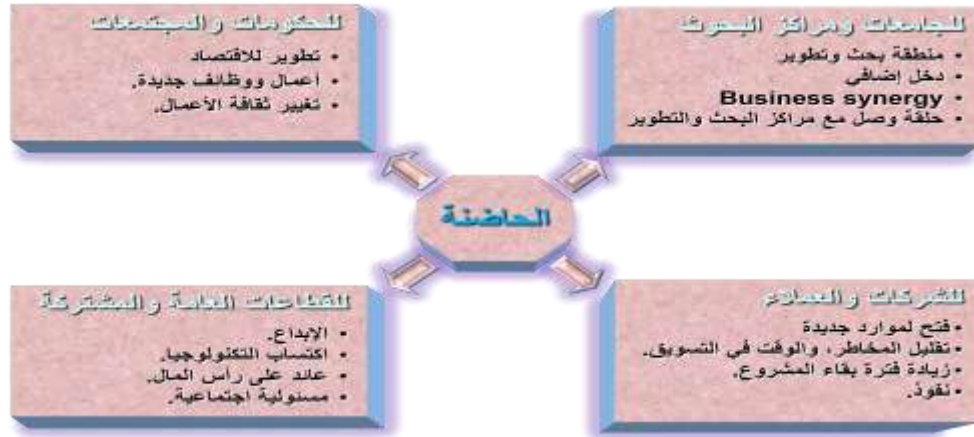 للجامعات ومراكز البحوث
• منطقة بحث وتطوير
• دخل إضافي
• Business synergy
• حلقة وصل مع مراكز البحث والتطوير
للحكومات والمجتمعات
• تطوير للاقتصاد
• أعمال ووظائف جديدة.
• تغيير ثقافة الأعمال.
الحاضنة
للشركات والعملاء
• فتح لموارد جديدة
• تقليل المخاطر، والوقت في التسويق.
• زيادة فترة بقاء المشروع.
• نفوذ.
للقطاعات العامة والمشتركة
• الإبداع.
• اكتساب التكنولوجيا.
• عائد على رأس المال.
• مسئولية اجتماعية.